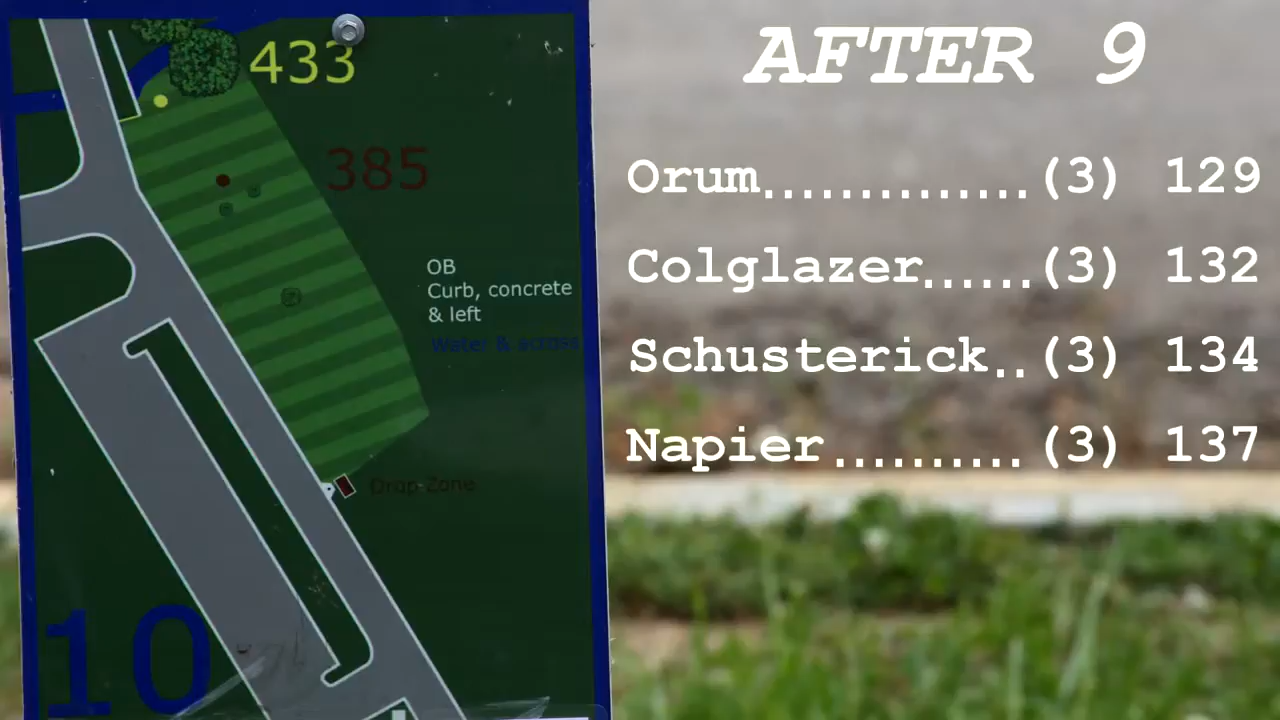 433
385
OB
Curb, concrete
& left
Water & across
Drop Zone
10
AFTER 9
Orum..............(3) 129
Colglazer......(3) 132
Schusterick..(3) 134
Napier..........(3) 137